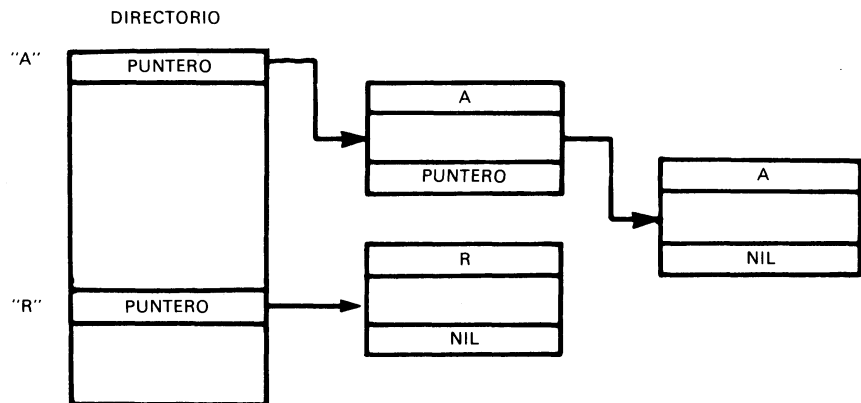 DIRECTORIO
"A"
PUNTERO
A
PUNTERO
A
NIL
"R"
PUNTERO
R
NIL